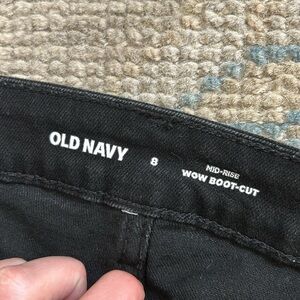 OLD NAVY
8
MID-RISE
WOW BOOT-CUT